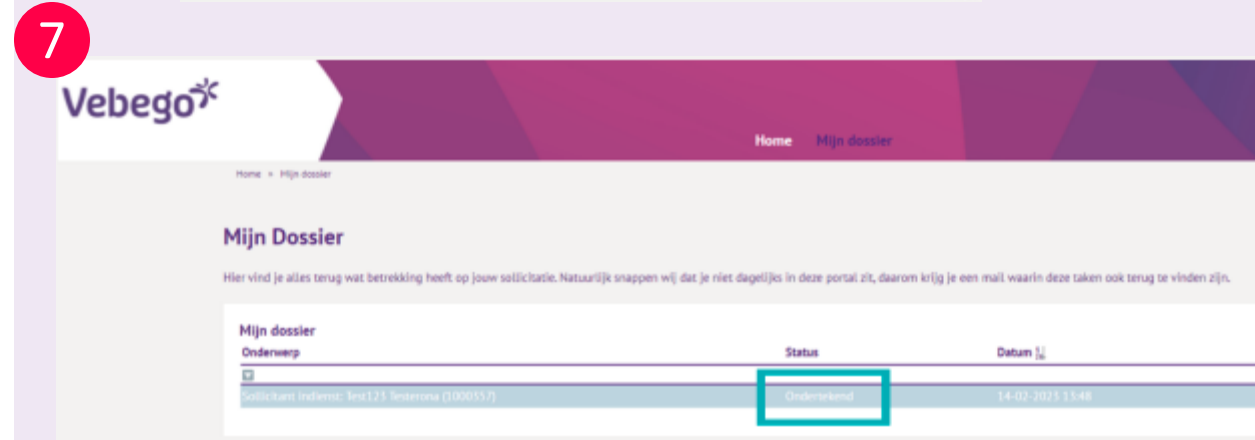 7
Vebego
Home Mijn dossier
Home » Mijn dossier
Mijn Dossier
Hier vind je alles terug wat betrekking heeft op jouw sollicitatie. Natuurlijk snappen wij dat je niet dagelijks in deze portal zit, daarom krijg je een mail waarin deze taken ook terug te vinden zijn.
Mijn dossier
Onderwerp Status Datum
Sollicitant Indienst: Test123 Testerona (1000557) Ondertekend 14-02-2023 13:48